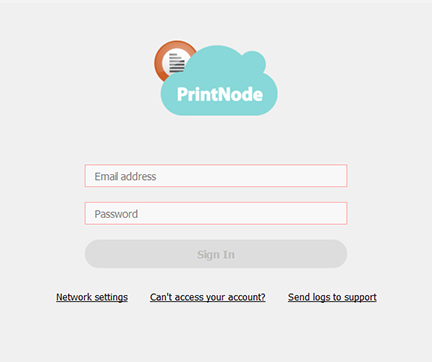 PrintNode
Email address
Password
Sign In
Network settings
Can't access your account?
Send logs to support